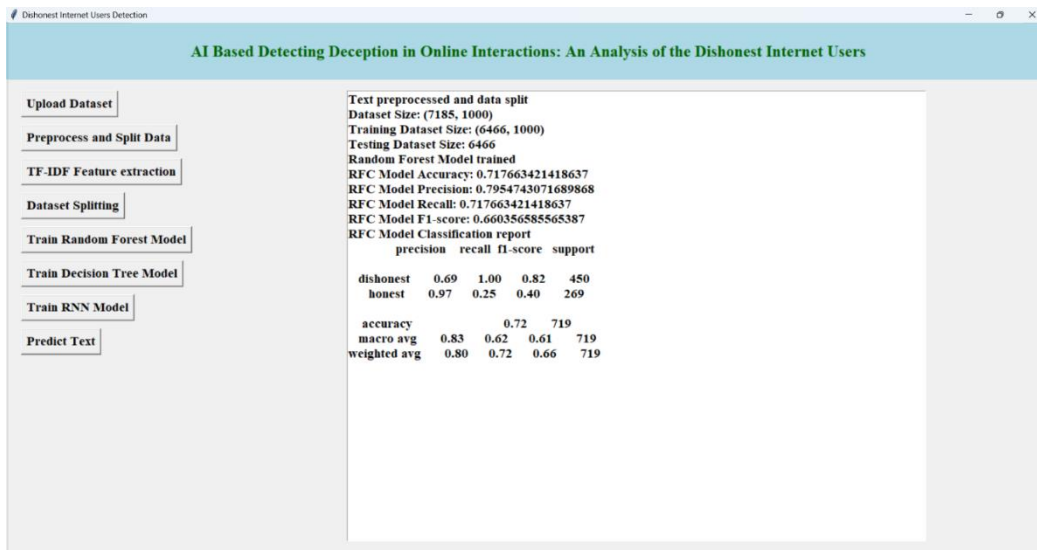 Dishonest Internet Users Detection
AI Based Detecting Deception in Online Interactions: An Analysis of the Dishonest Internet Users
Upload Dataset
Preprocess and Split Data
TF-IDF Feature extraction
Dataset Splitting
Train Random Forest Model
Train Decision Tree Model
Train RNN Model
Predict Text
Text preprocessed and data split
Dataset Size: (7185, 1000)
Training Dataset Size: (6466, 1000)
Testing Dataset Size: 6466
Random Forest Model trained
RFC Model Accuracy: 0.717663421418637
RFC Model Precision: 0.7954743071689868
RFC Model Recall: 0.717663421418637
RFC Model F1-score: 0.660356585565387
RFC Model Classification report
precision recall f1-score support
dishonest 0.69 1.00 0.82 450
honest 0.97 0.25 0.40 269
accuracy 0.72 719
macro avg 0.83 0.62 0.61 719
weighted avg 0.80 0.72 0.66 719